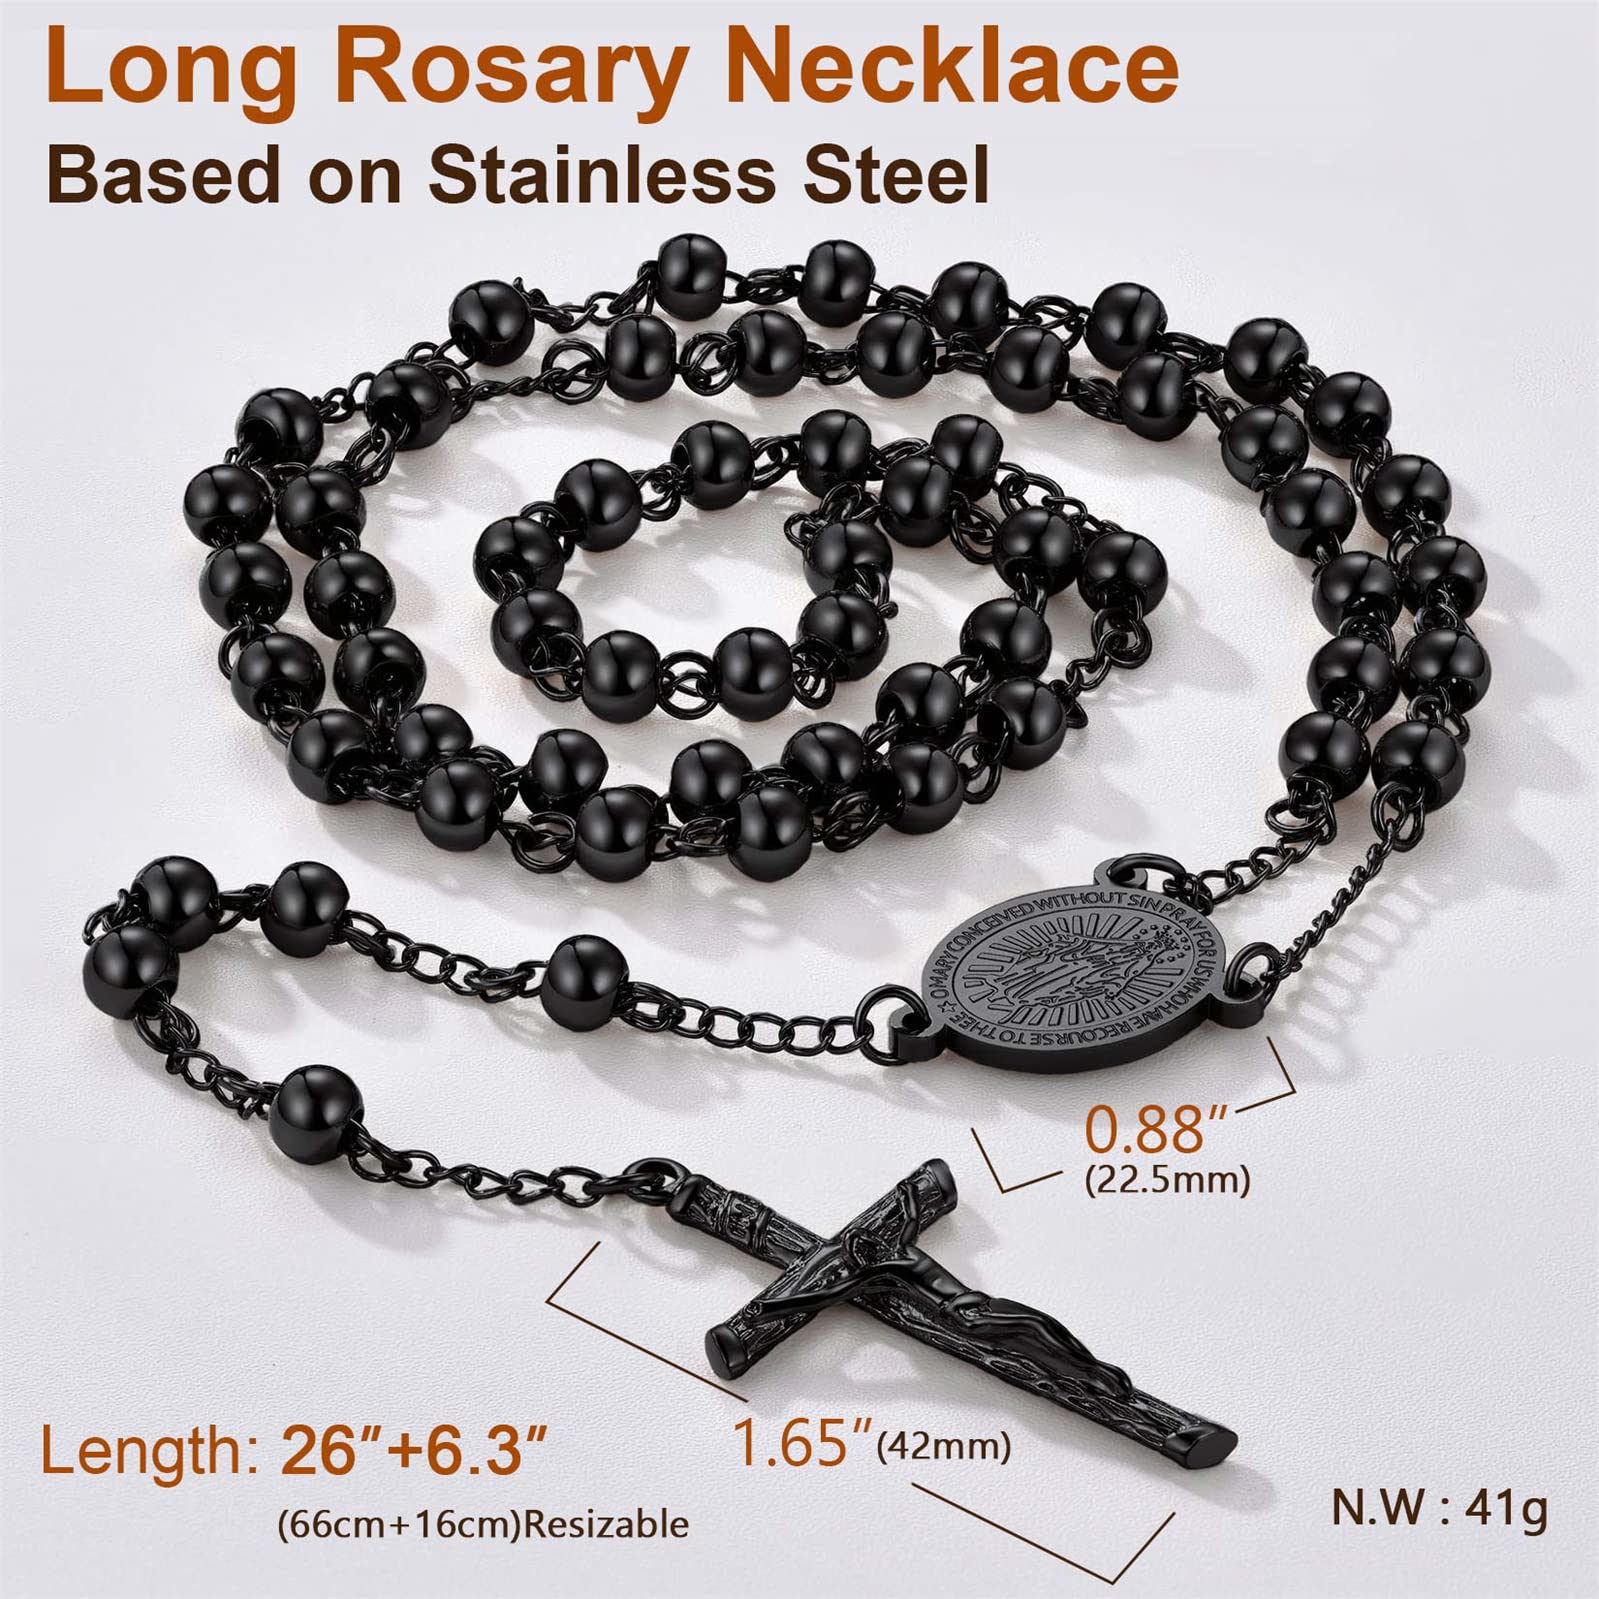 Long Rosary Necklace
Based on Stainless Steel
O MARY CONCEIVED WITHOUT SIN PRAY FOR US WHO HAVE RECOURSE TO THEE
0.88″
(22.5mm)
1.65″(42mm)
Length: 26″+6.3″
(66cm+16cm)Resizable
N.W : 41g